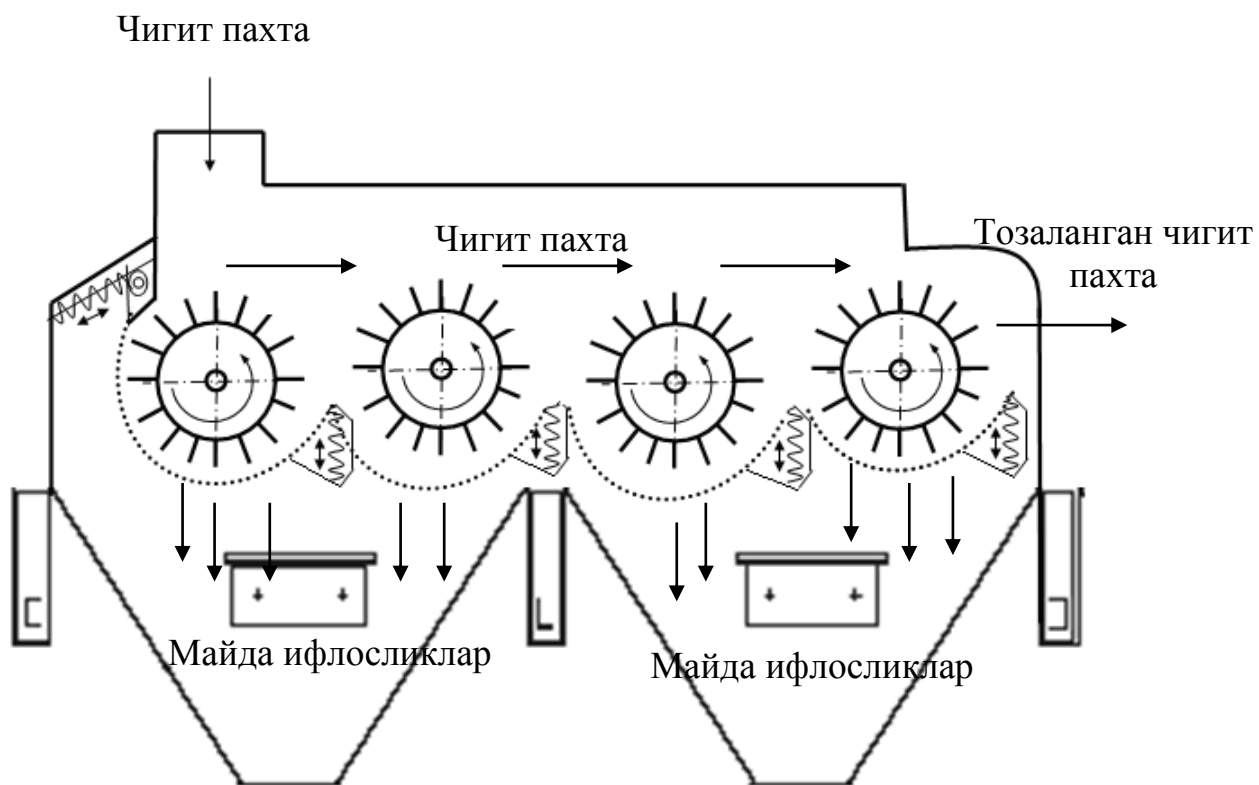 Чигит пахта
Чигит пахта
Тозаланган чигит
пахта
Майда ифлосликлар
Майда ифлосликлар